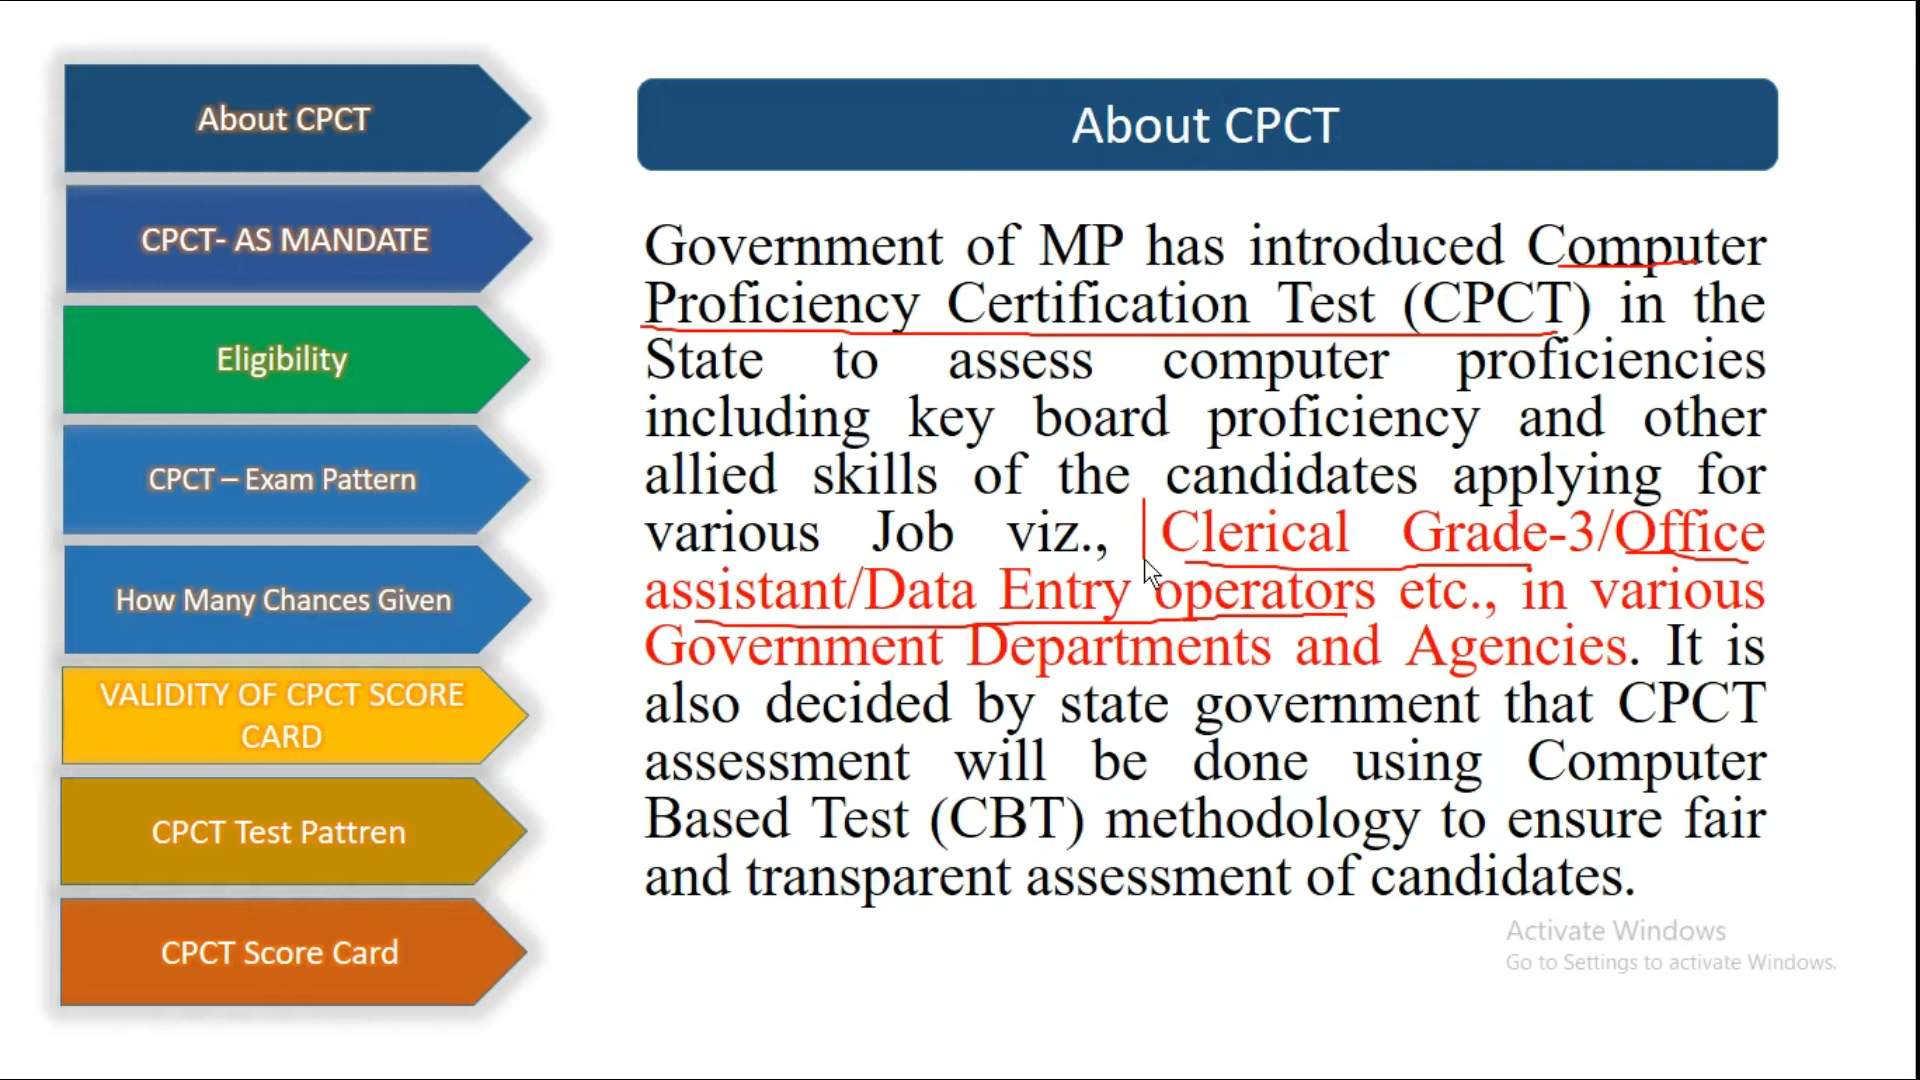 About CPCT
CPCT- AS MANDATE
Eligibility
CPCT – Exam Pattern
How Many Chances Given
VALIDITY OF CPCT SCORE
CARD
CPCT Test Pattren
CPCT Score Card
About CPCT
Government of MP has introduced Computer
Proficiency Certification Test (CPCT) in the
State to assess computer proficiencies
including key board proficiency and other
allied skills of the candidates applying for
various Job viz., Clerical Grade-3/Office
assistant/Data Entry operators etc., in various
Government Departments and Agencies. It is
also decided by state government that CPCT
assessment will be done using Computer
Based Test (CBT) methodology to ensure fair
and transparent assessment of candidates.
Activate Windows
Go to Settings to activate Windows.